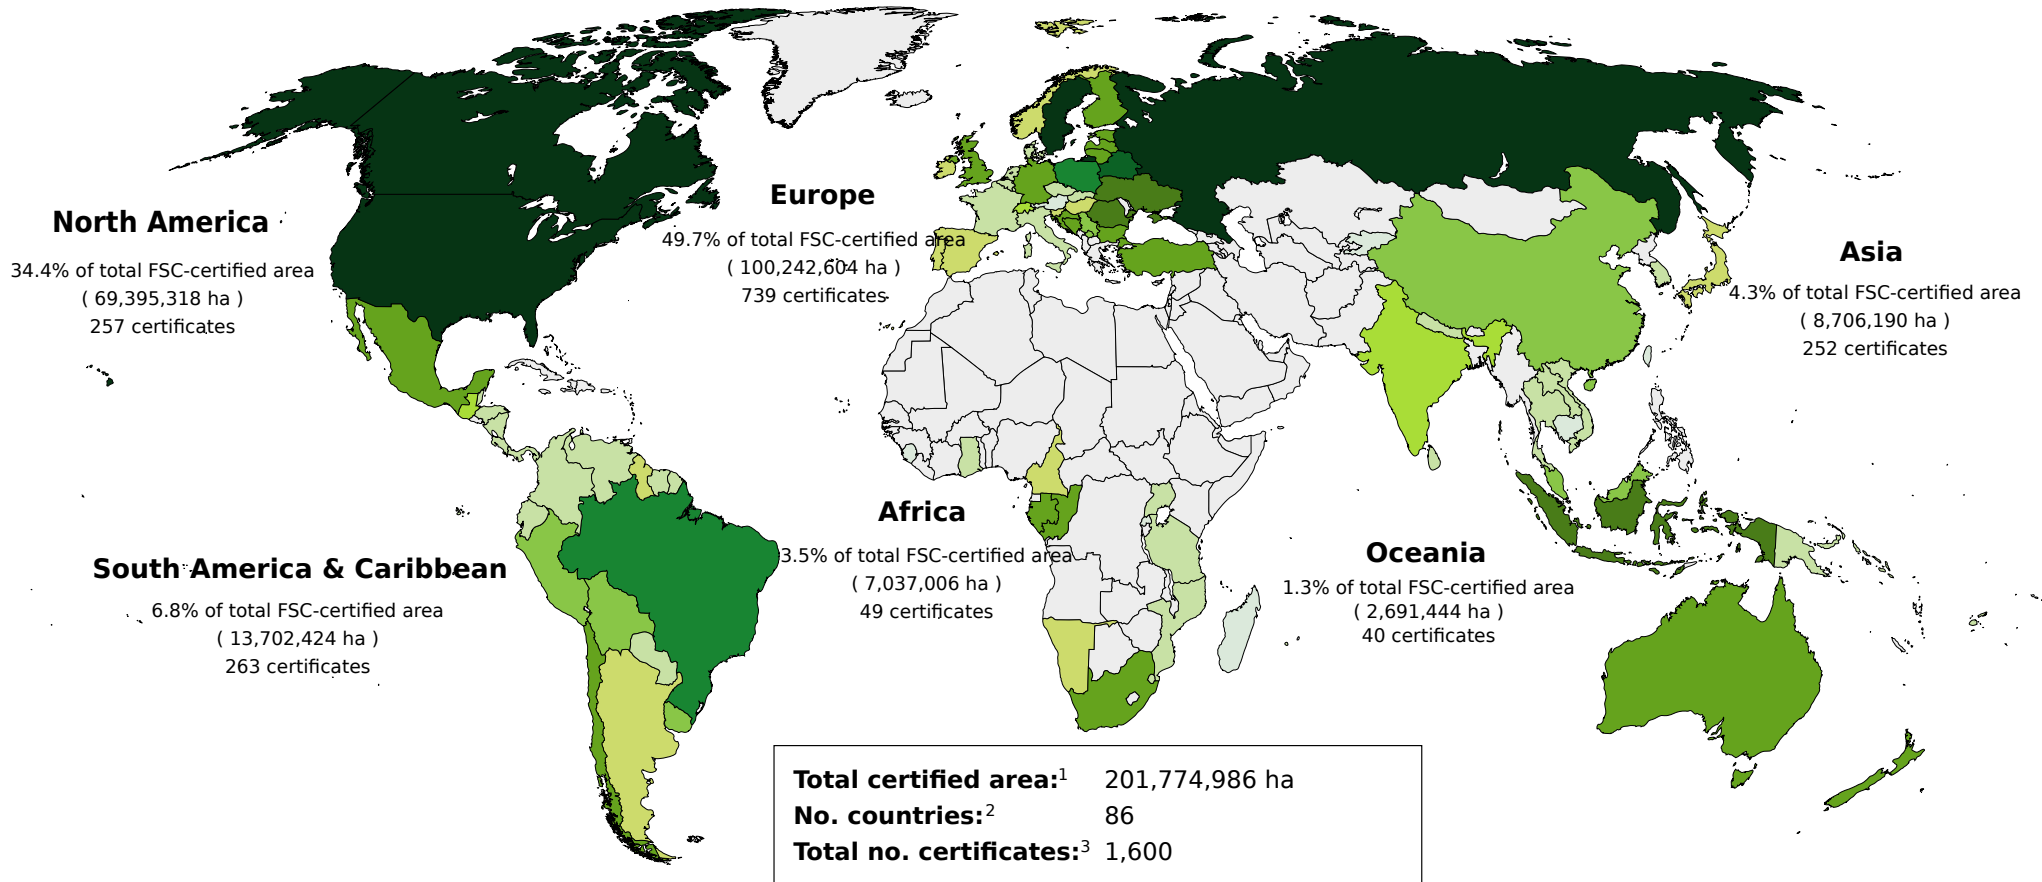 North America
34.4% of total FSC-certified area
( 69,395,318 ha )
257 certificates
Europe
49.7% of total FSC-certified area
( 100,242,604 ha )
739 certificates
Asia
4.3% of total FSC-certified area
( 8,706,190 ha )
252 certificates
South America & Caribbean
6.8% of total FSC-certified area
( 13,702,424 ha )
263 certificates
Africa
3.5% of total FSC-certified area
( 7,037,006 ha )
49 certificates
Oceania
1.3% of total FSC-certified area
( 2,691,444 ha )
40 certificates
Total certified area:¹ 201,774,986 ha
No. countries:² 86
Total no. certificates:³ 1,600